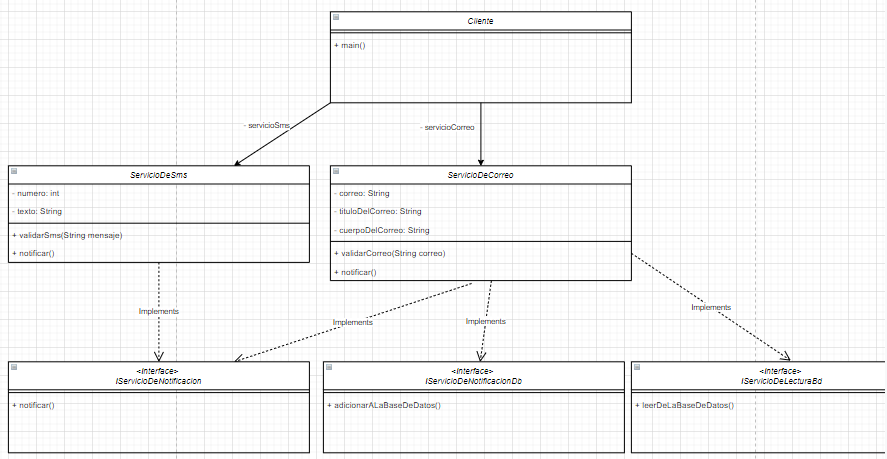 Cliente
+ main()
- servicioSms
- servicioCorreo
ServicioDeSms
- numero: int
- texto: String
+ validarSms(String mensaje)
+ notificar()
ServicioDeCorreo
- correo: String
- tituloDelCorreo: String
- cuerpoDelCorreo: String
+ validarCorreo(String correo)
+ notificar()
Implements
Implements
Implements
Implements
<Interface>
IServicioDeNotificacion
+ notificar()
<Interface>
IServicioDeNotificacionDb
+ adicionarALaBaseDeDatos()
<Interface>
IServicioDeLecturaBd
+ leerDeLaBaseDeDatos()